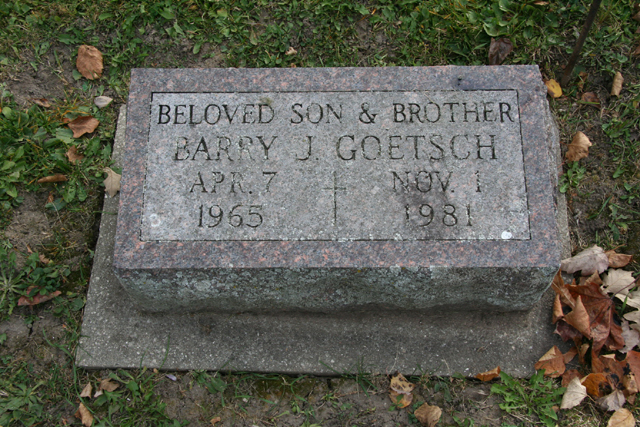 BELOVED SON & BROTHER
BARRY J. GOETSCH
APR. 7 NOV. 1
1965 1981